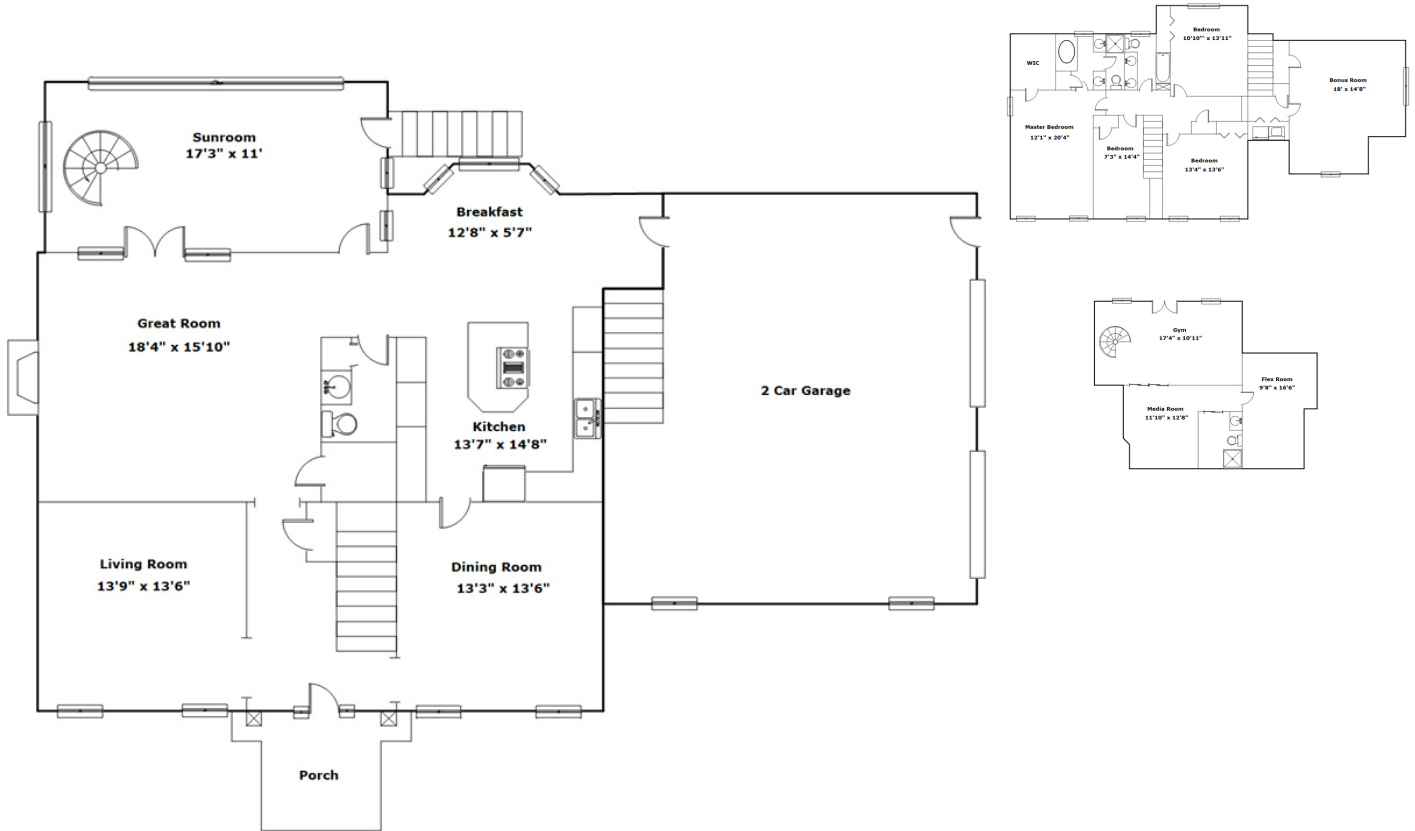 Sunroom
17'3" x 11'
Breakfast
12'8" x 5'7"
Great Room
18'4" x 15'10"
Kitchen
13'7" x 14'8"
2 Car Garage
Living Room
13'9" x 13'6"
Dining Room
13'3" x 13'6"
Porch
Bedroom
10'10"' x 13'11"
WIC
Bonus Room
18' x 14'8"
Master Bedroom
12'1" x 20'4"
Bedroom
7'3" x 14'4"
Bedroom
13'4" x 13'6"
Gym
17'4" x 10'11"
Flex Room
9'8" x 16'6"
Media Room
11'10" x 12'8"